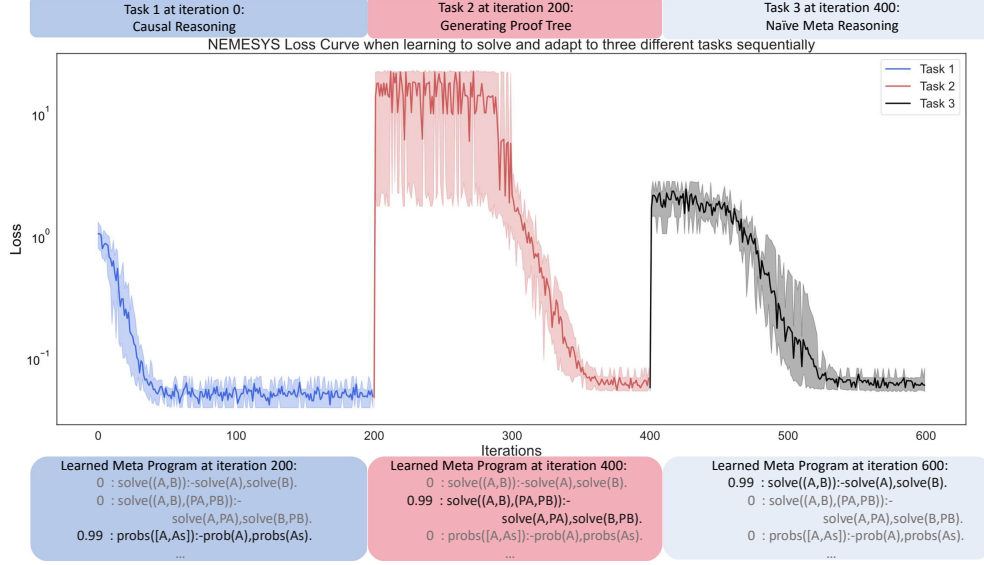 Task 1 at iteration 0:
Causal Reasoning
Task 2 at iteration 200:
Generating Proof Tree
Task 3 at iteration 400:
Naïve Meta Reasoning
NEMESYS Loss Curve when learning to solve and adapt to three different tasks sequentially
Task 1
Task 2
Task 3
Loss
10^1
10^0
10^-1
0
100
200
300
400
500
600
Iterations
Learned Meta Program at iteration 200:
0 : solve((A,B)):-solve(A),solve(B).
0 : solve((A,B),(PA,PB)):-
solve(A,PA),solve(B,PB).
0.99 : probs([A,As]):-prob(A),probs(As).
...
Learned Meta Program at iteration 400:
0 : solve((A,B)):-solve(A),solve(B).
0.99 : solve((A,B),(PA,PB)):-
solve(A,PA),solve(B,PB).
0 : probs([A,As]):-prob(A),probs(As).
...
Learned Meta Program at iteration 600:
0.99 : solve((A,B)):-solve(A),solve(B).
0 : solve((A,B),(PA,PB)):-
solve(A,PA),solve(B,PB).
0 : probs([A,As]):-prob(A),probs(As).
...